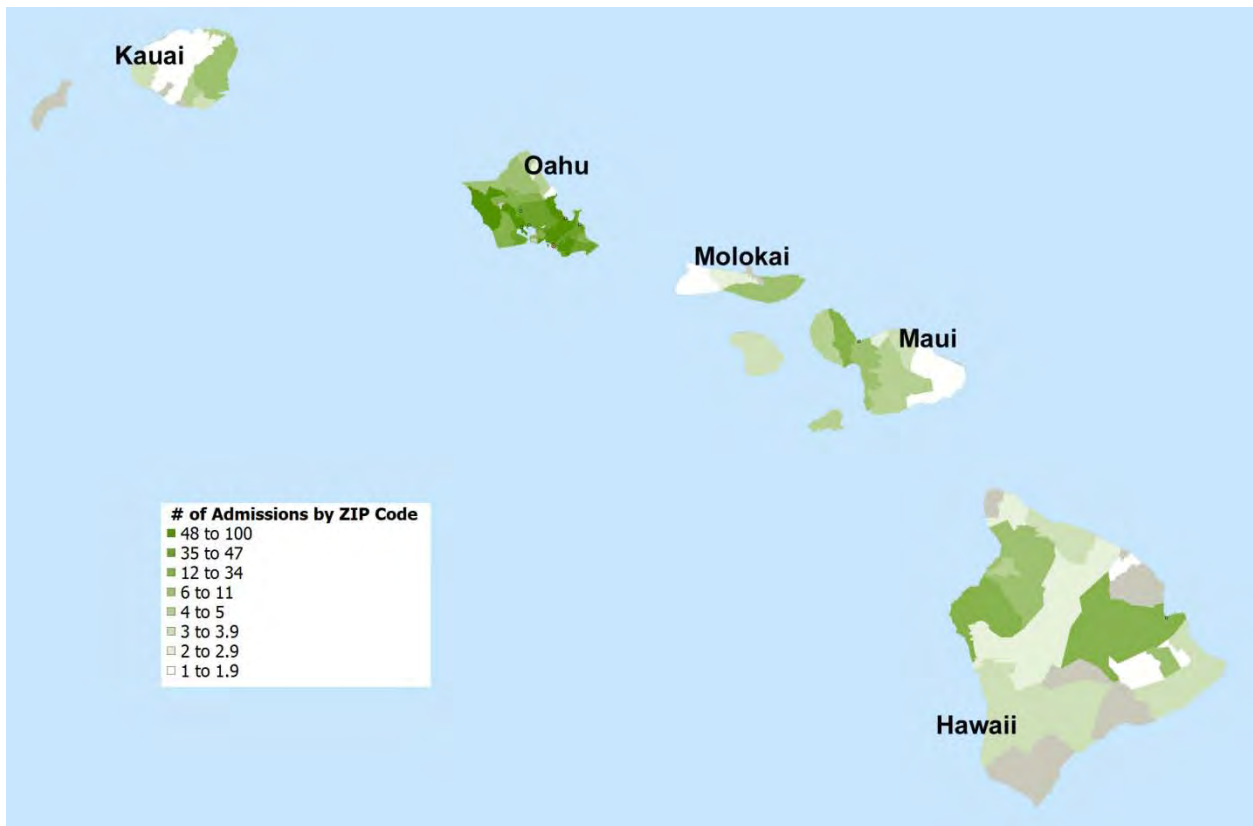 Kauai
Oahu
Molokai
Maui
# of Admissions by ZIP Code
48 to 100
35 to 47
12 to 34
6 to 11
4 to 5
3 to 3.9
2 to 2.9
1 to 1.9
Hawaii